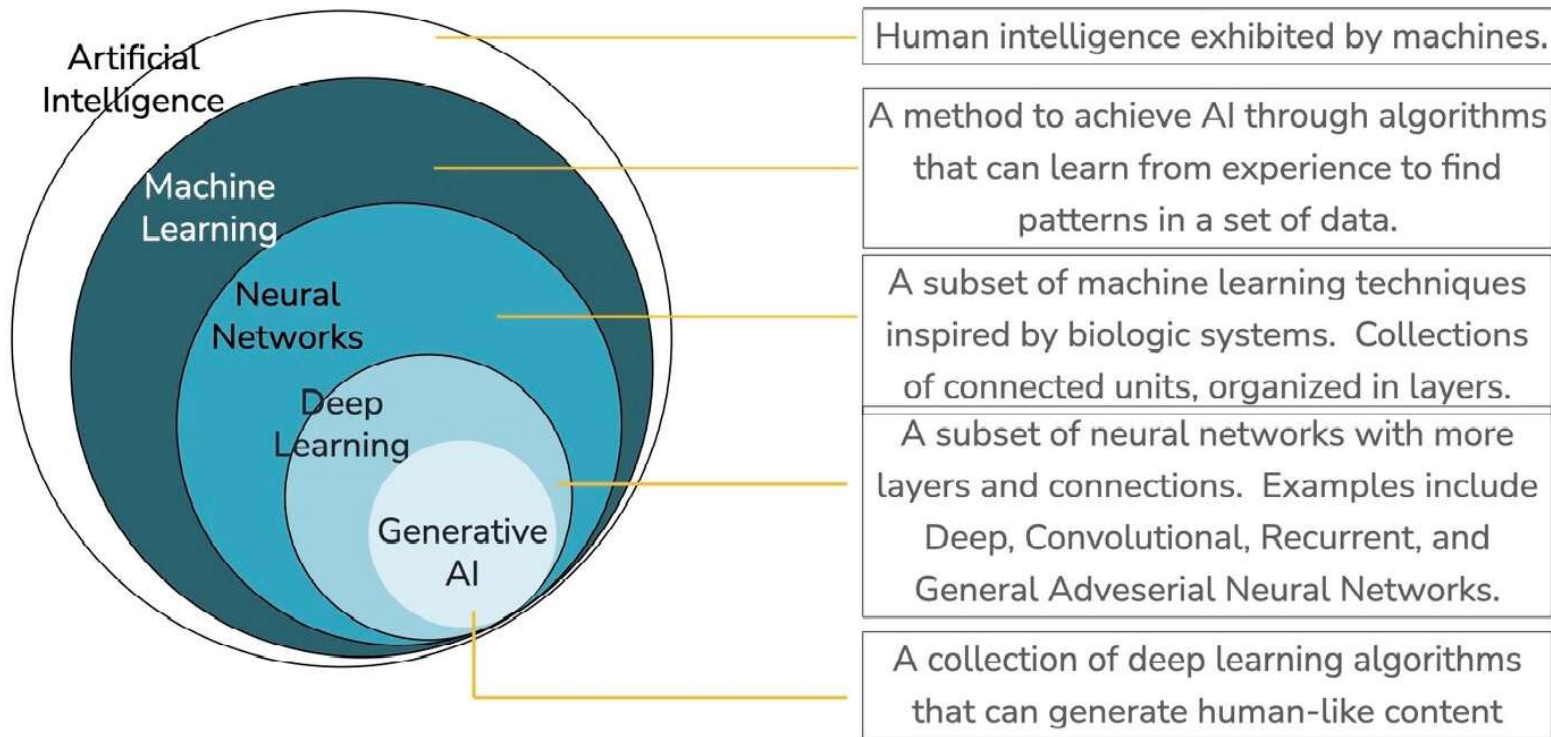 Artificial
Intelligence
Machine
Learning
Neural
Networks
Deep
Learning
Generative
AI
Human intelligence exhibited by machines.
A method to achieve AI through algorithms
that can learn from experience to find
patterns in a set of data.
A subset of machine learning techniques
inspired by biologic systems.  Collections
of connected units, organized in layers.
A subset of neural networks with more
layers and connections.  Examples include
Deep, Convolutional, Recurrent, and
General Adveserial Neural Networks.
A collection of deep learning algorithms
that can generate human-like content